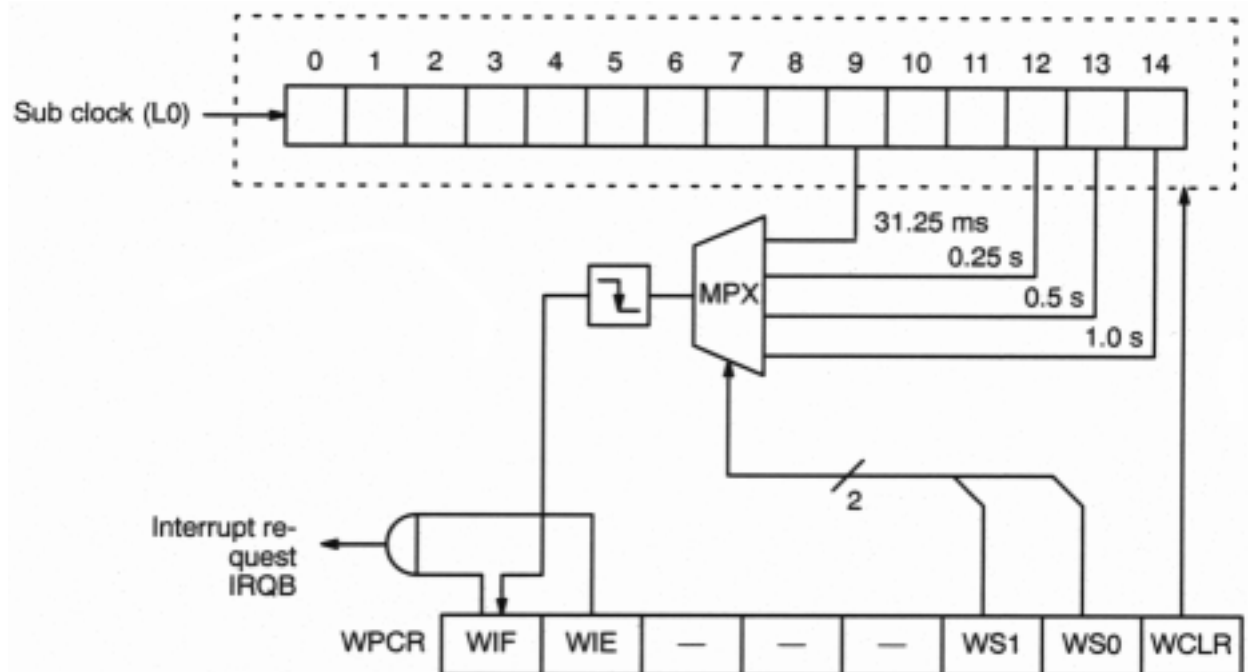 0 1 2 3 4 5 6 7 8 9 10 11 12 13 14
Sub clock (L0)
31.25 ms
0.25 s
MPX
0.5 s
1.0 s
2
Interrupt re-
quest
IRQB
WPCR WIF WIE — — — WS1 WS0 WCLR